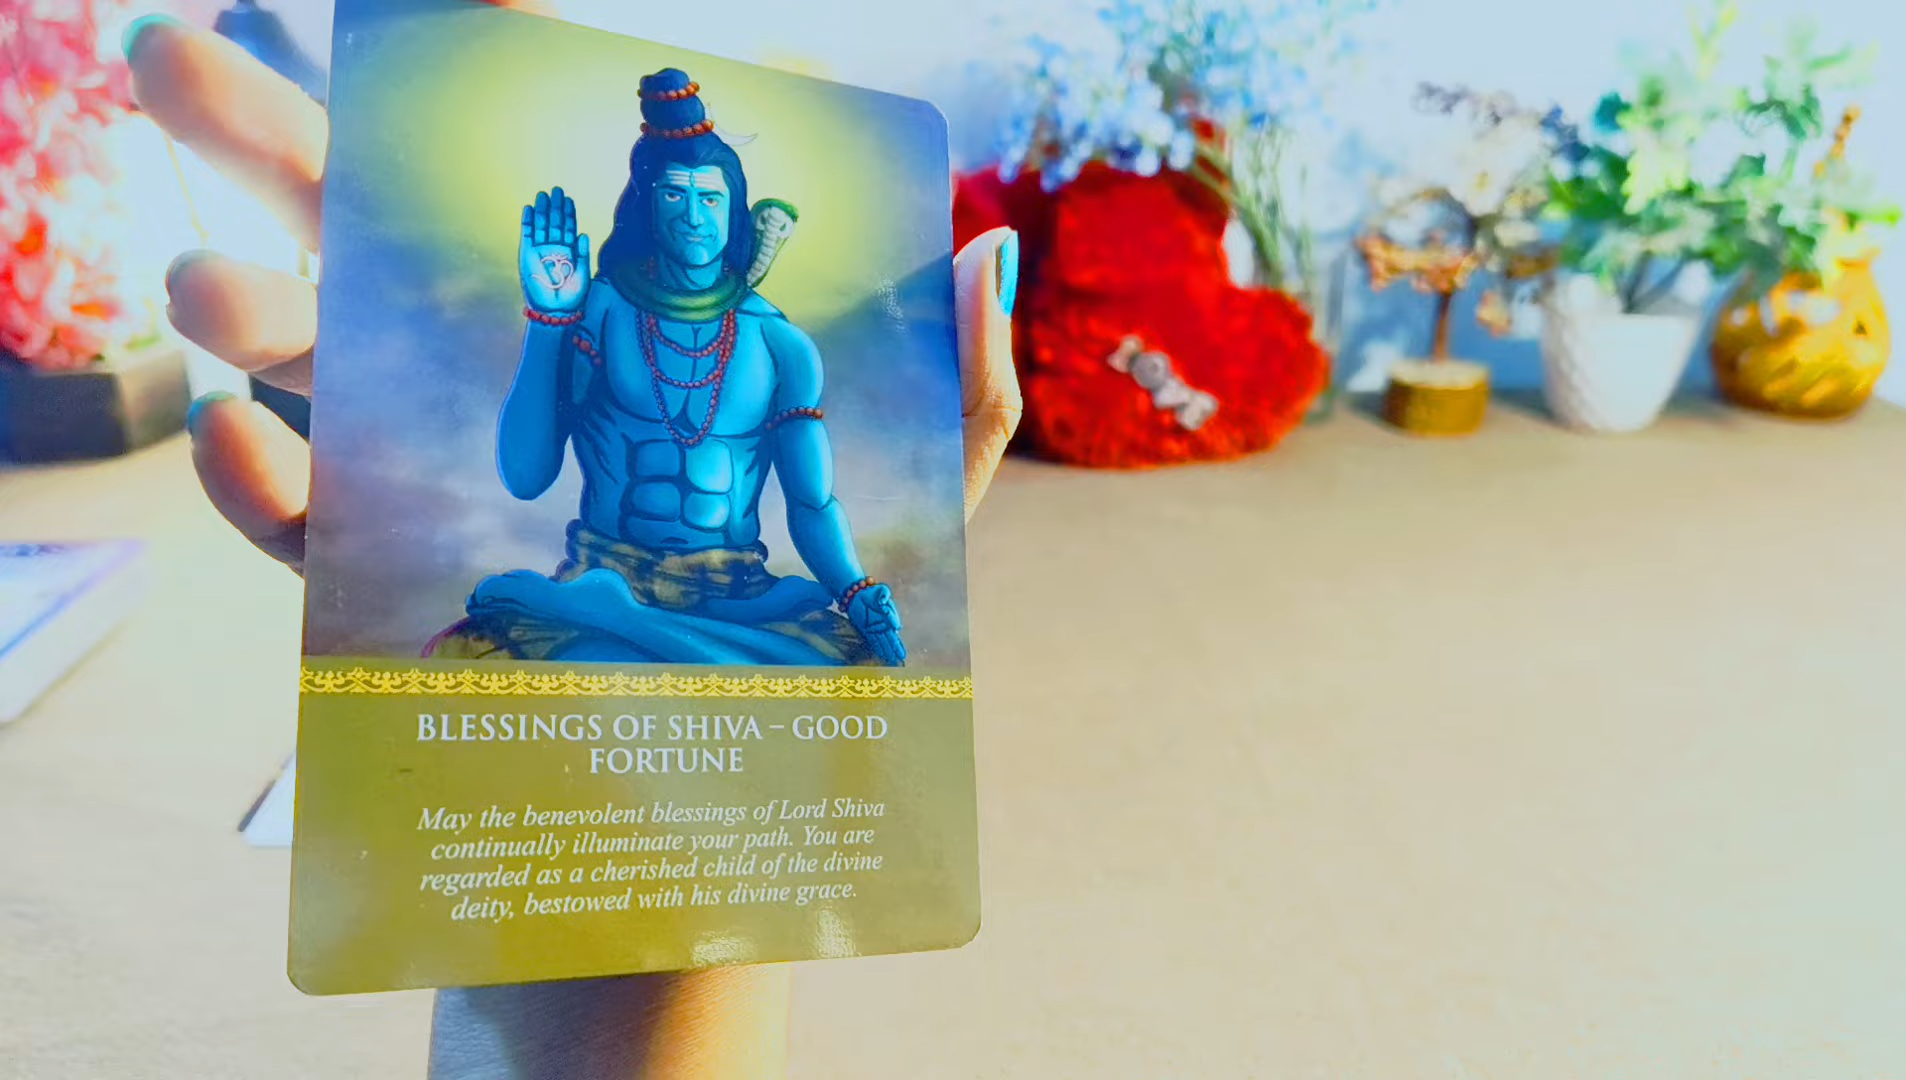 BLESSINGS OF SHIVA – GOOD
FORTUNE
May the benevolent blessings of Lord Shiva
continually illuminate your path. You are
regarded as a cherished child of the divine
deity, bestowed with his divine grace.